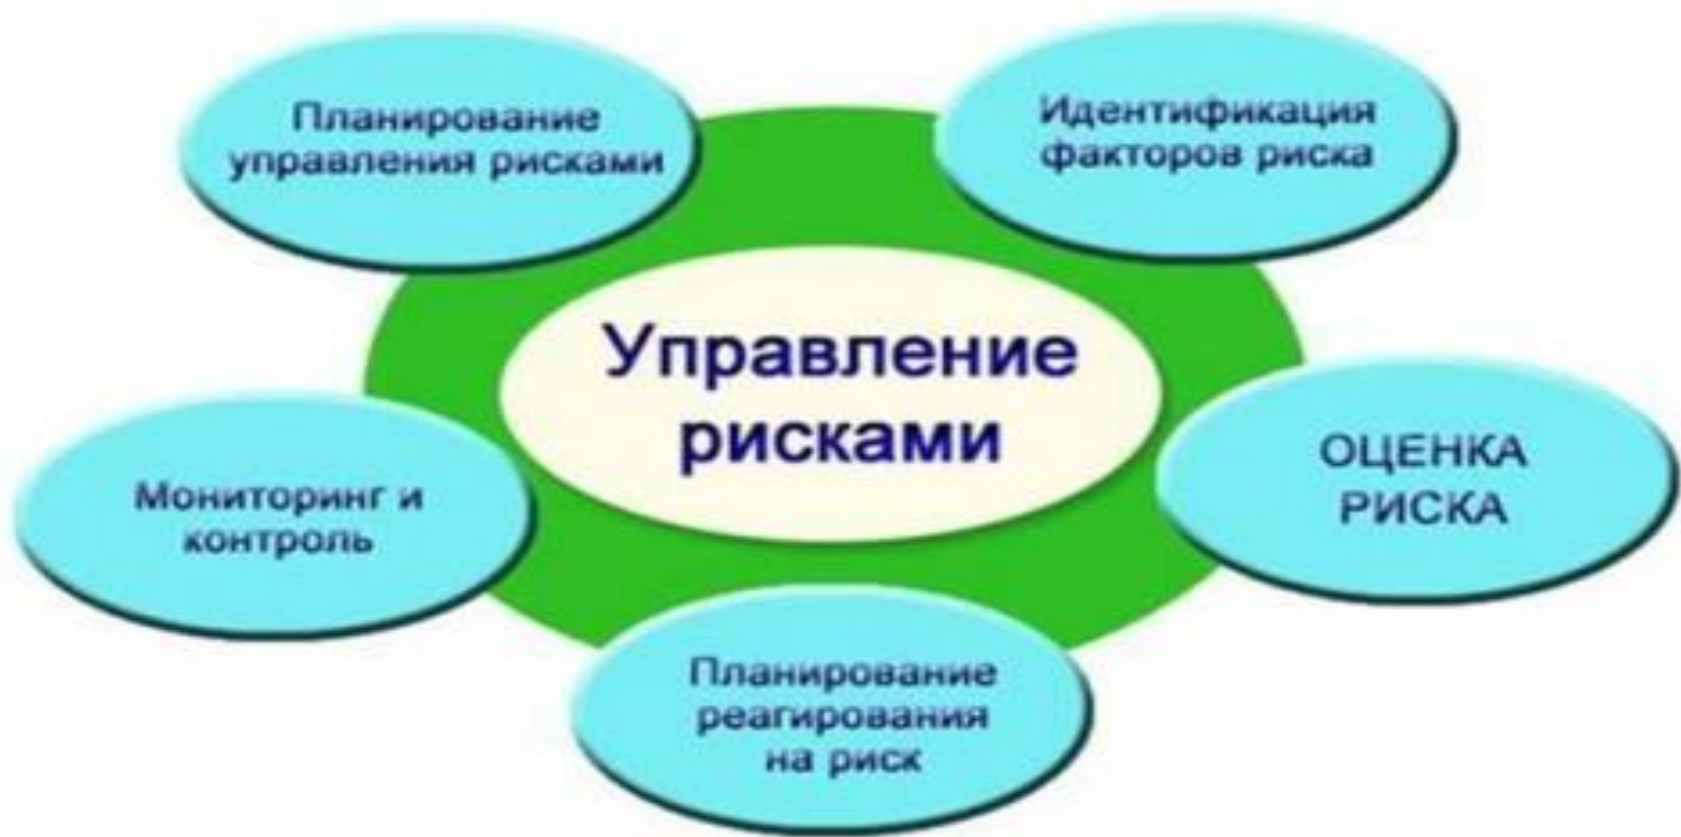 Планирование
управления рисками
Идентификация
факторов риска
Управление
рисками
ОЦЕНКА
РИСКА
Мониторинг и
контроль
Планирование
реагирования
на риск